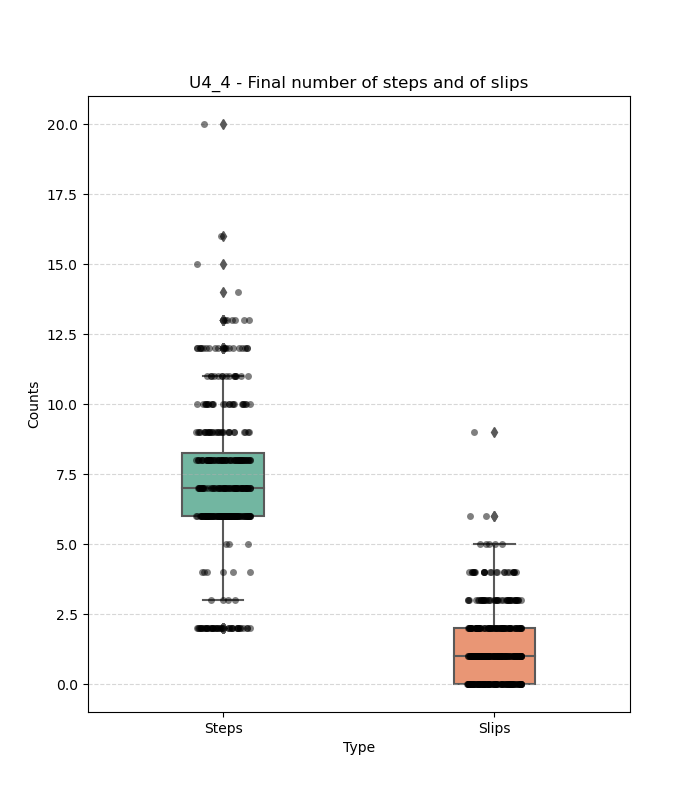 U4_4 - Final number of steps and of slips
20.0
17.5
15.0
12.5
10.0
7.5
5.0
2.5
0.0
Counts
Steps
Slips
Type